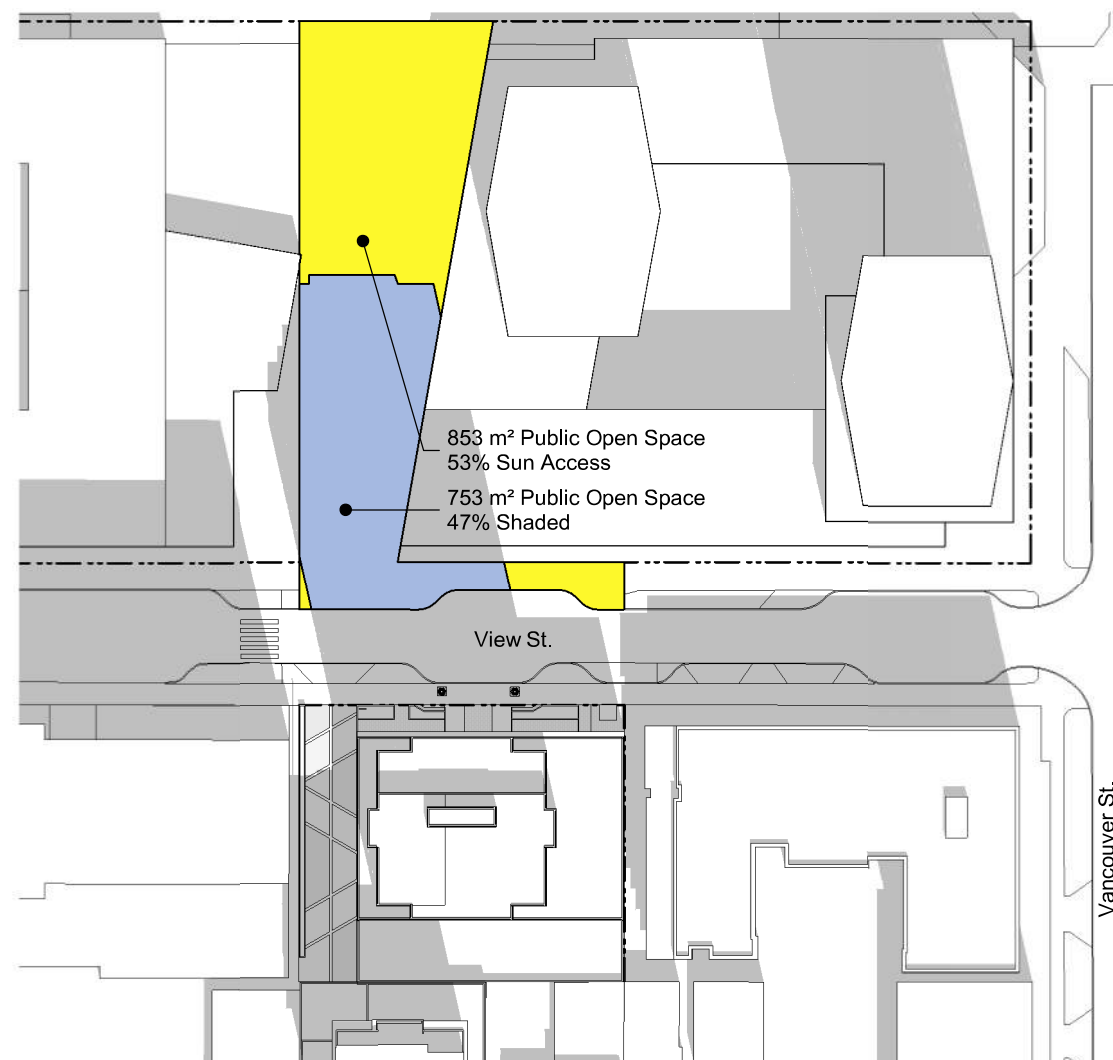 853 m² Public Open Space
53% Sun Access
753 m² Public Open Space
47% Shaded
View St.
Vancouver St.